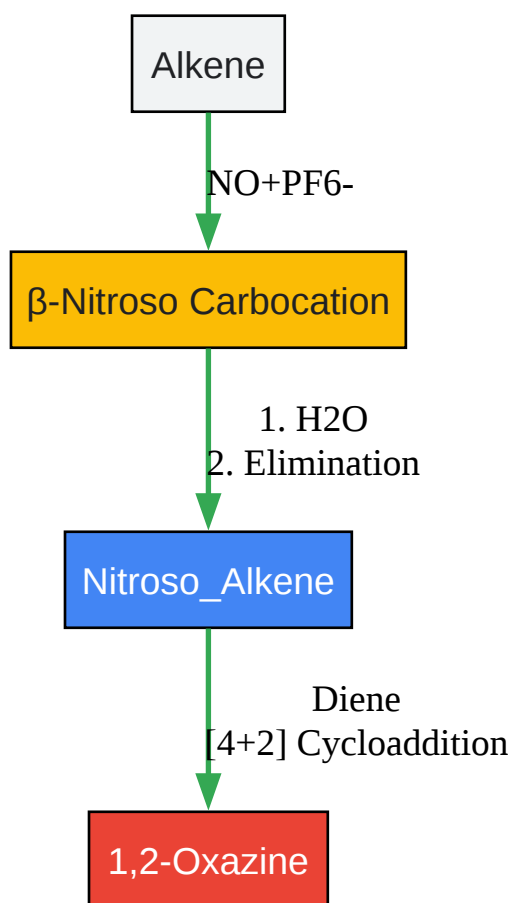 Alkene
NO+PF6-
β-Nitroso Carbocation
1. H2O
2. Elimination
Nitroso_Alkene
Diene
[4+2] Cycloaddition
1,2-Oxazine